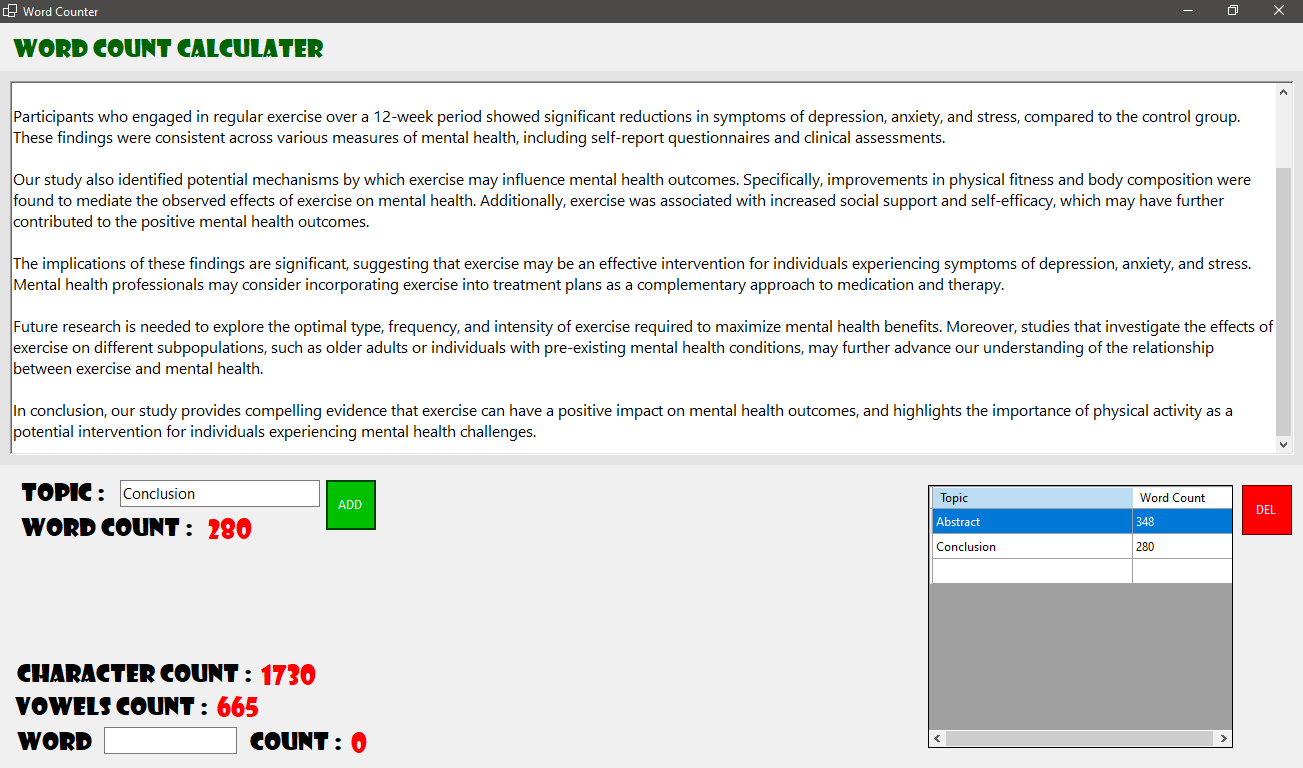 Word Counter
WORD COUNT CALCULATER
Participants who engaged in regular exercise over a 12-week period showed significant reductions in symptoms of depression, anxiety, and stress, compared to the control group.
These findings were consistent across various measures of mental health, including self-report questionnaires and clinical assessments.
Our study also identified potential mechanisms by which exercise may influence mental health outcomes. Specifically, improvements in physical fitness and body composition were
found to mediate the observed effects of exercise on mental health. Additionally, exercise was associated with increased social support and self-efficacy, which may have further
contributed to the positive mental health outcomes.
The implications of these findings are significant, suggesting that exercise may be an effective intervention for individuals experiencing symptoms of depression, anxiety, and stress.
Mental health professionals may consider incorporating exercise into treatment plans as a complementary approach to medication and therapy.
Future research is needed to explore the optimal type, frequency, and intensity of exercise required to maximize mental health benefits. Moreover, studies that investigate the effects of
exercise on different subpopulations, such as older adults or individuals with pre-existing mental health conditions, may further advance our understanding of the relationship
between exercise and mental health.
In conclusion, our study provides compelling evidence that exercise can have a positive impact on mental health outcomes, and highlights the importance of physical activity as a
potential intervention for individuals experiencing mental health challenges.
TOPIC : Conclusion ADD
WORD COUNT : 280
Topic Word Count
Abstract 348
Conclusion 280
DEL
CHARACTER COUNT : 1730
VOWELS COUNT : 665
WORD COUNT : 0